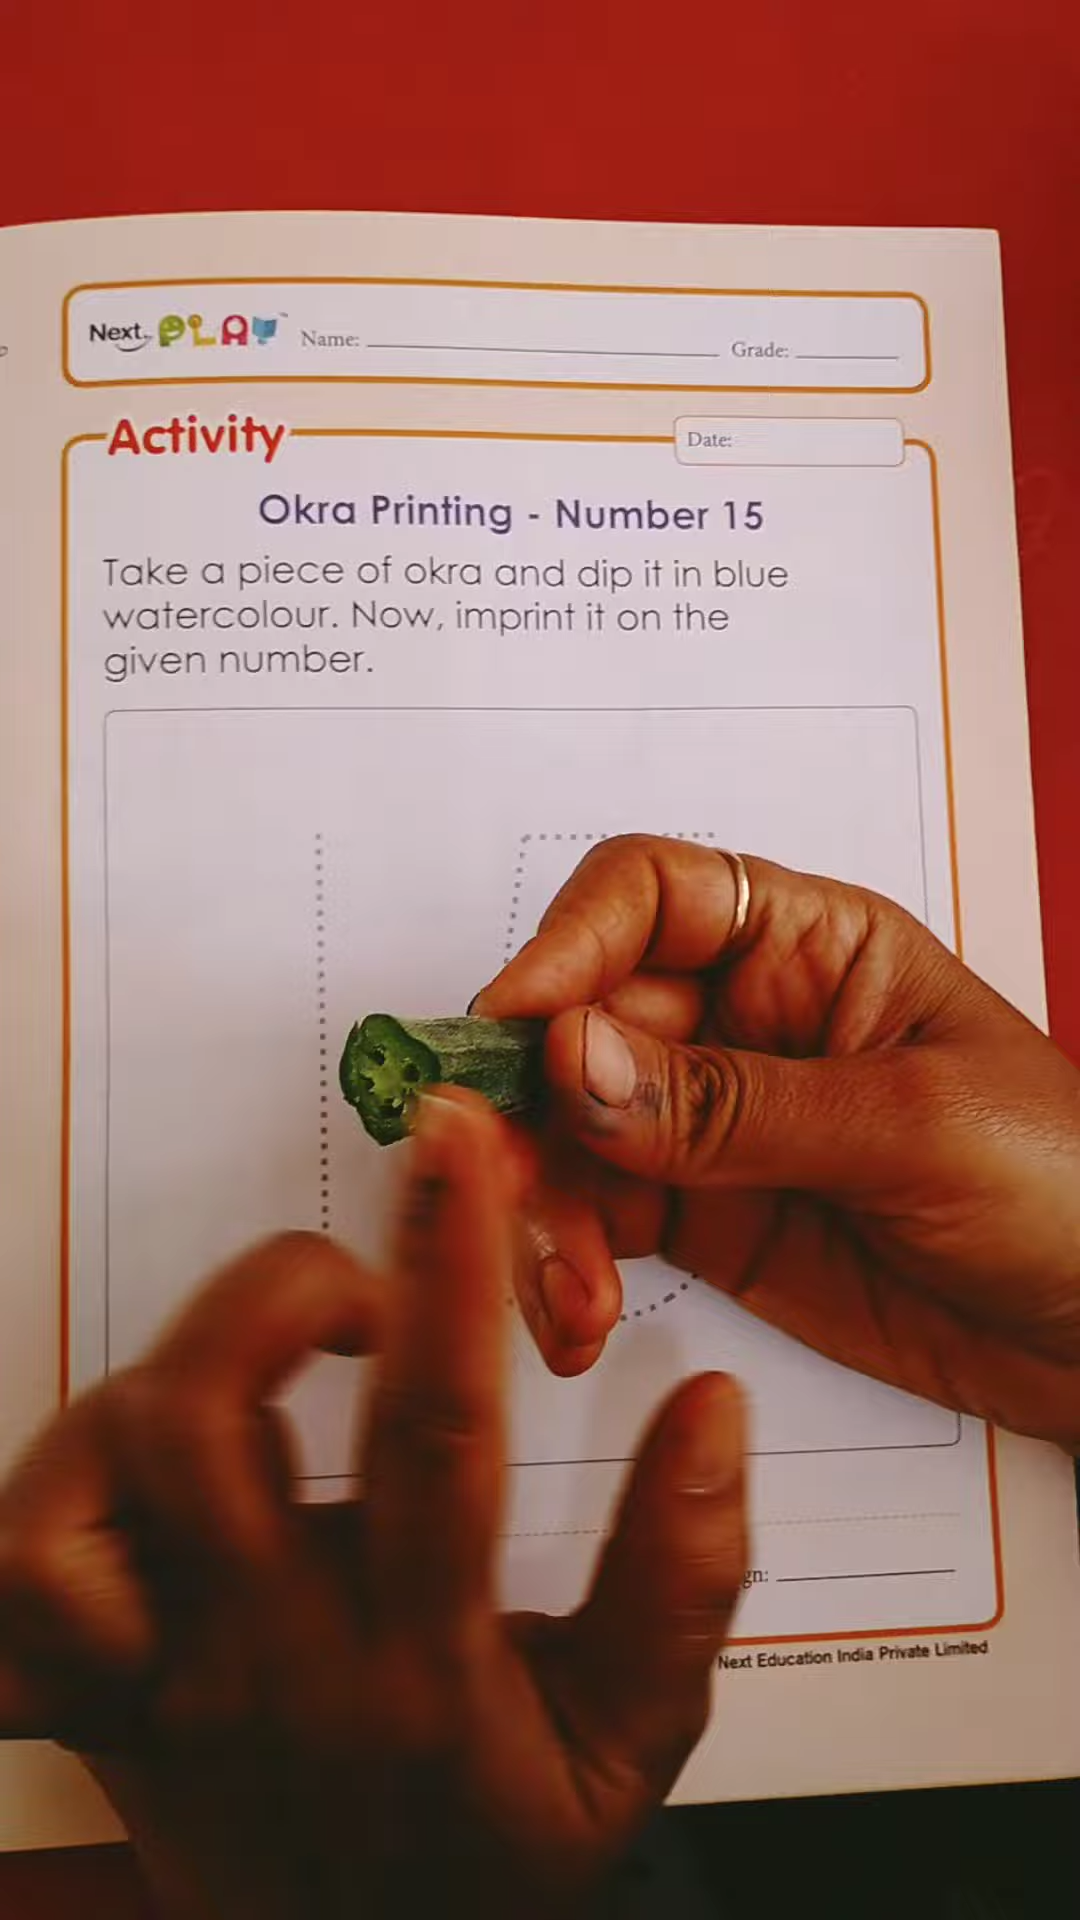 Next PLAY Name: Grade:
Activity
Date:
Okra Printing - Number 15
Take a piece of okra and dip it in blue
watercolour. Now, imprint it on the
given number.
Next Education India Private Limited